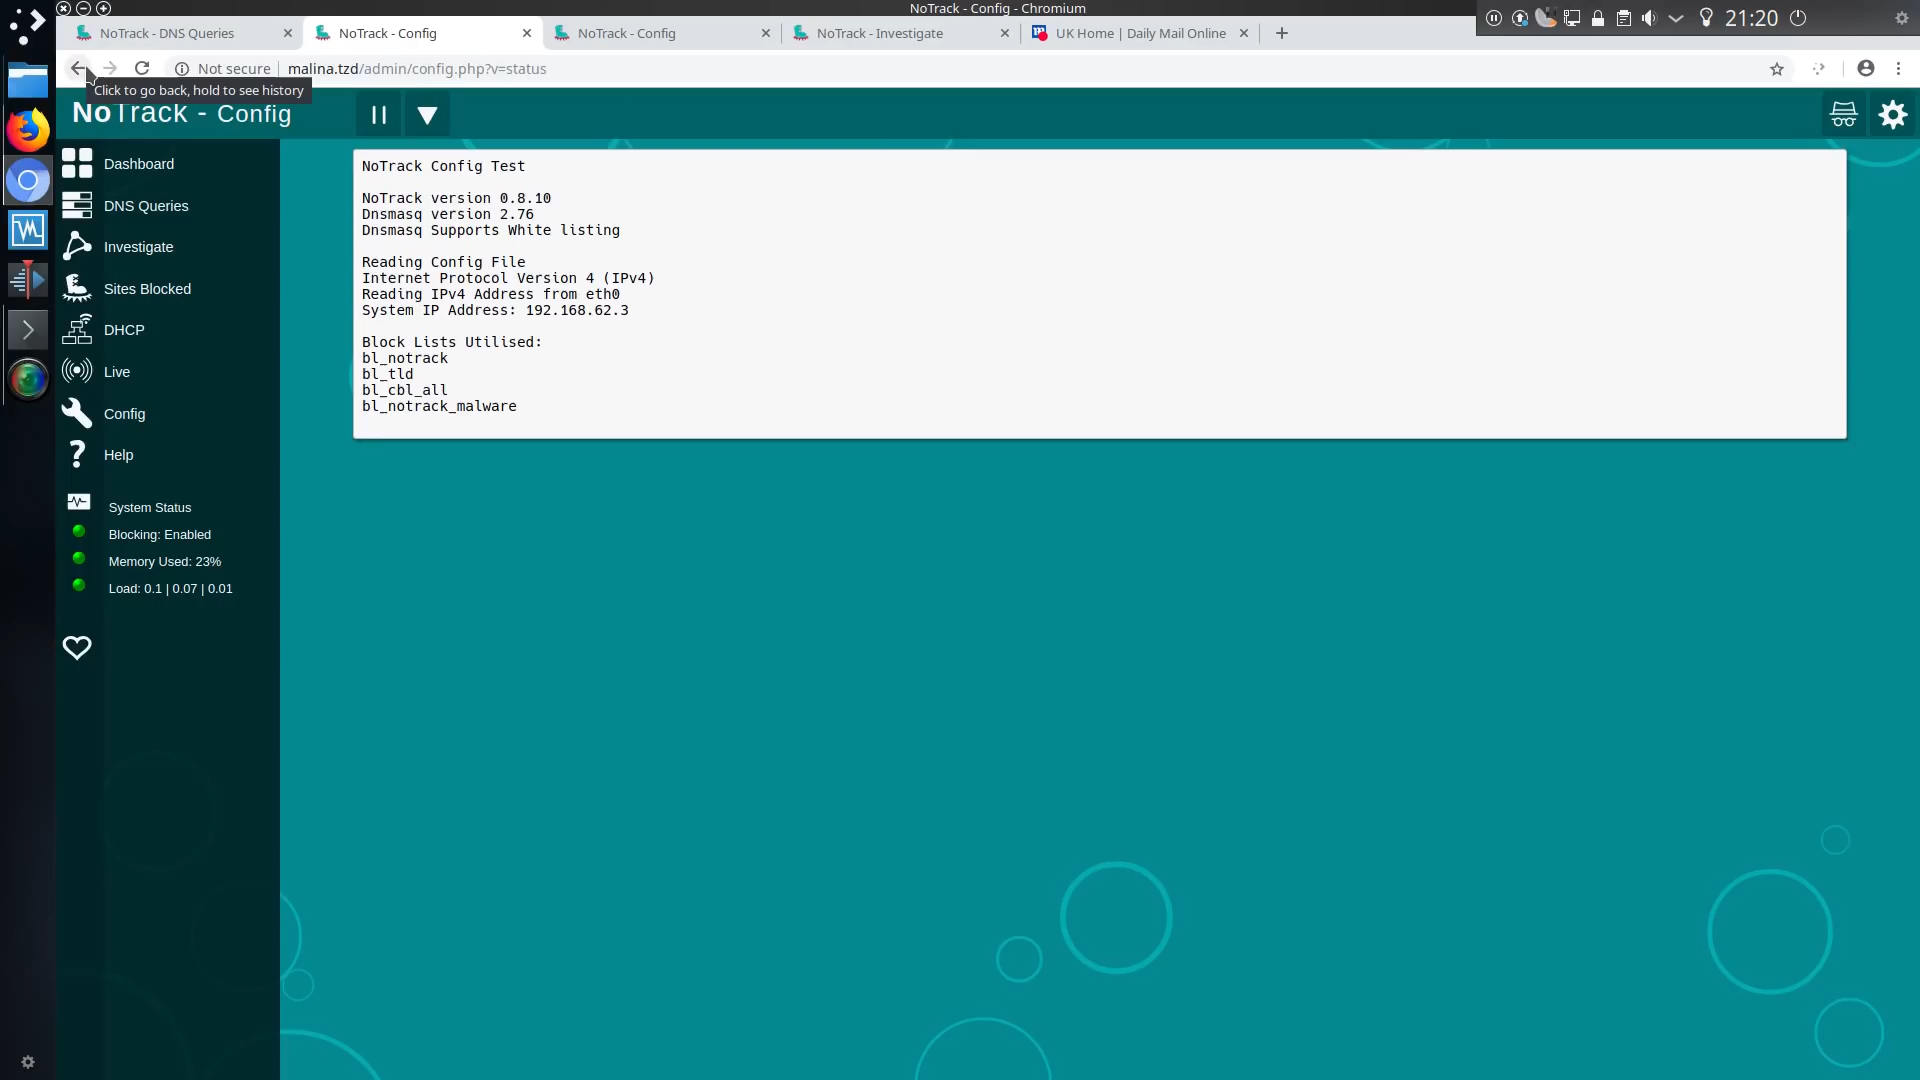 NoTrack - Config - Chromium
21:20
NoTrack - DNS Queries
NoTrack - Config
NoTrack - Config
NoTrack - Investigate
UK Home | Daily Mail Online
Not secure
malina.tzd/admin/config.php?v=status
Click to go back, hold to see history
NoTrack - Config
Dashboard
DNS Queries
Investigate
Sites Blocked
DHCP
Live
Config
Help
System Status
Blocking: Enabled
Memory Used: 23%
Load: 0.1 | 0.07 | 0.01
NoTrack Config Test
NoTrack version 0.8.10
Dnsmasq version 2.76
Dnsmasq Supports White listing
Reading Config File
Internet Protocol Version 4 (IPv4)
Reading IPv4 Address from eth0
System IP Address: 192.168.62.3
Block Lists Utilised:
bl_notrack
bl_tld
bl_cbl_all
bl_notrack_malware